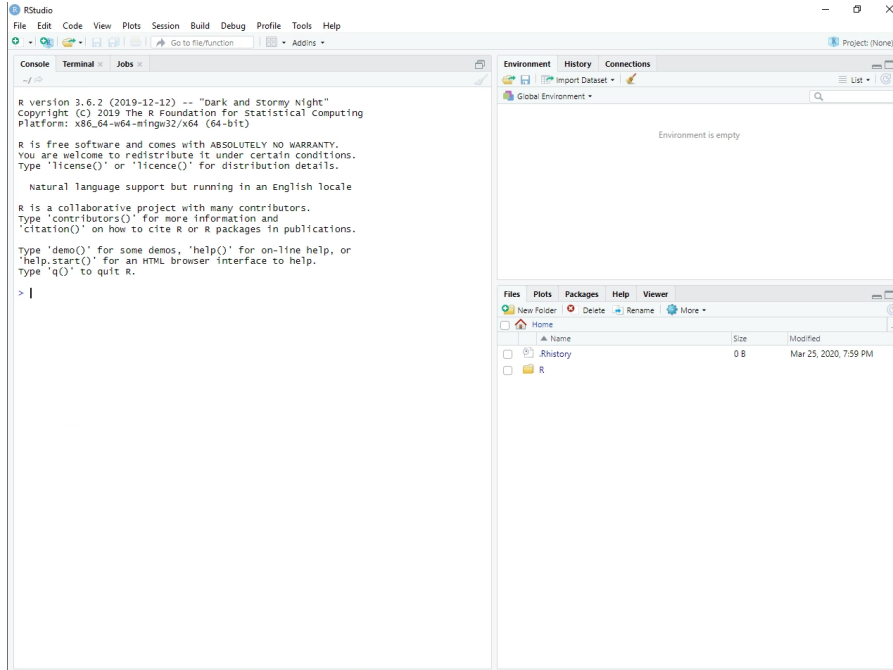 RStudio
File Edit Code View Plots Session Build Debug Profile Tools Help
Go to file/function Addins
Project: (None)
Console Terminal Jobs
~/
R version 3.6.2 (2019-12-12) -- "Dark and Stormy Night"
Copyright (C) 2019 The R Foundation for Statistical Computing
Platform: x86_64-w64-mingw32/x64 (64-bit)
R is free software and comes with ABSOLUTELY NO WARRANTY.
You are welcome to redistribute it under certain conditions.
Type 'license()' or 'licence()' for distribution details.
Natural language support but running in an English locale
R is a collaborative project with many contributors.
Type 'contributors()' for more information and
'citation()' on how to cite R or R packages in publications.
Type 'demo()' for some demos, 'help()' for on-line help, or
'help.start()' for an HTML browser interface to help.
Type 'q()' to quit R.
>
Environment History Connections
Import Dataset List
Global Environment
Environment is empty
Files Plots Packages Help Viewer
New Folder Delete Rename More
Home
Name Size Modified
.Rhistory 0 B Mar 25, 2020, 7:59 PM
R